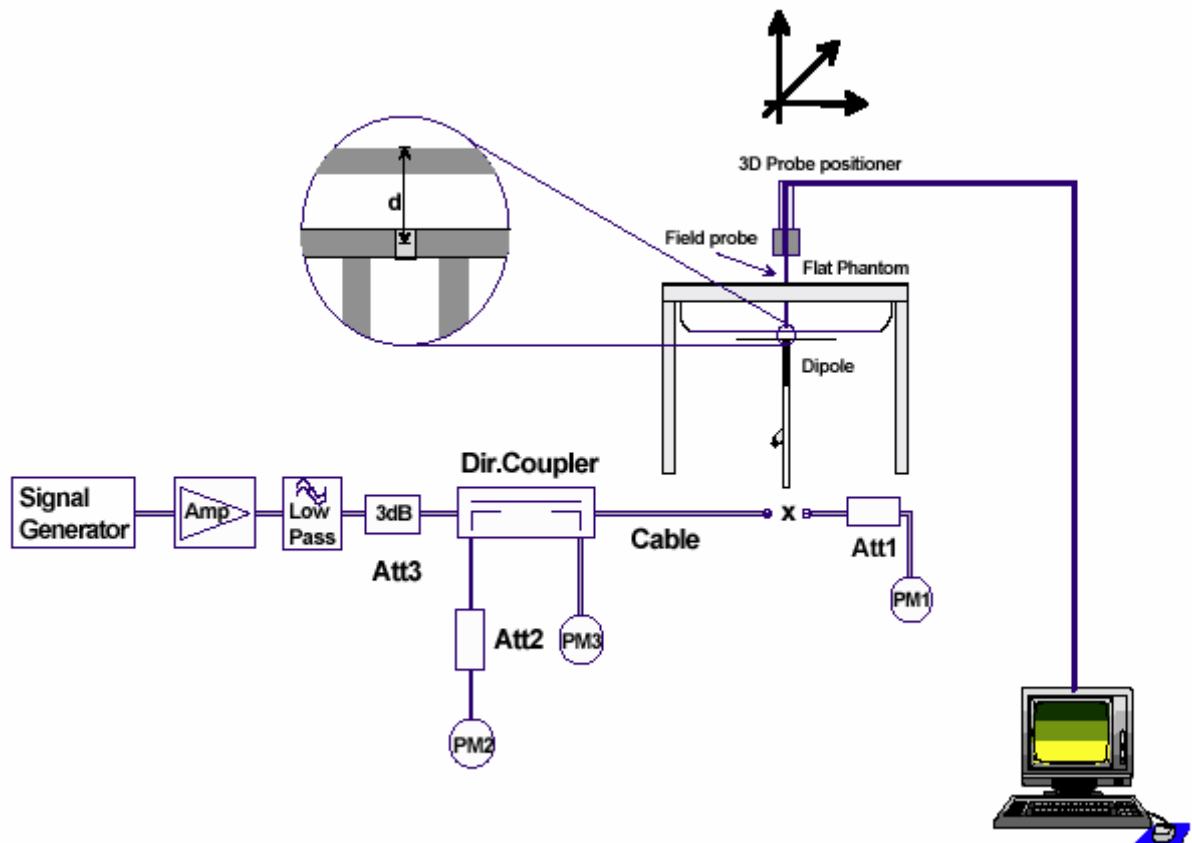 3D Probe positioner
d
Field probe
Flat Phantom
Dipole
Dir.Coupler
Signal
Generator
Amp
Low
Pass
3dB
Att3
Cable
x
Att1
PM1
Att2
PM3
PM2